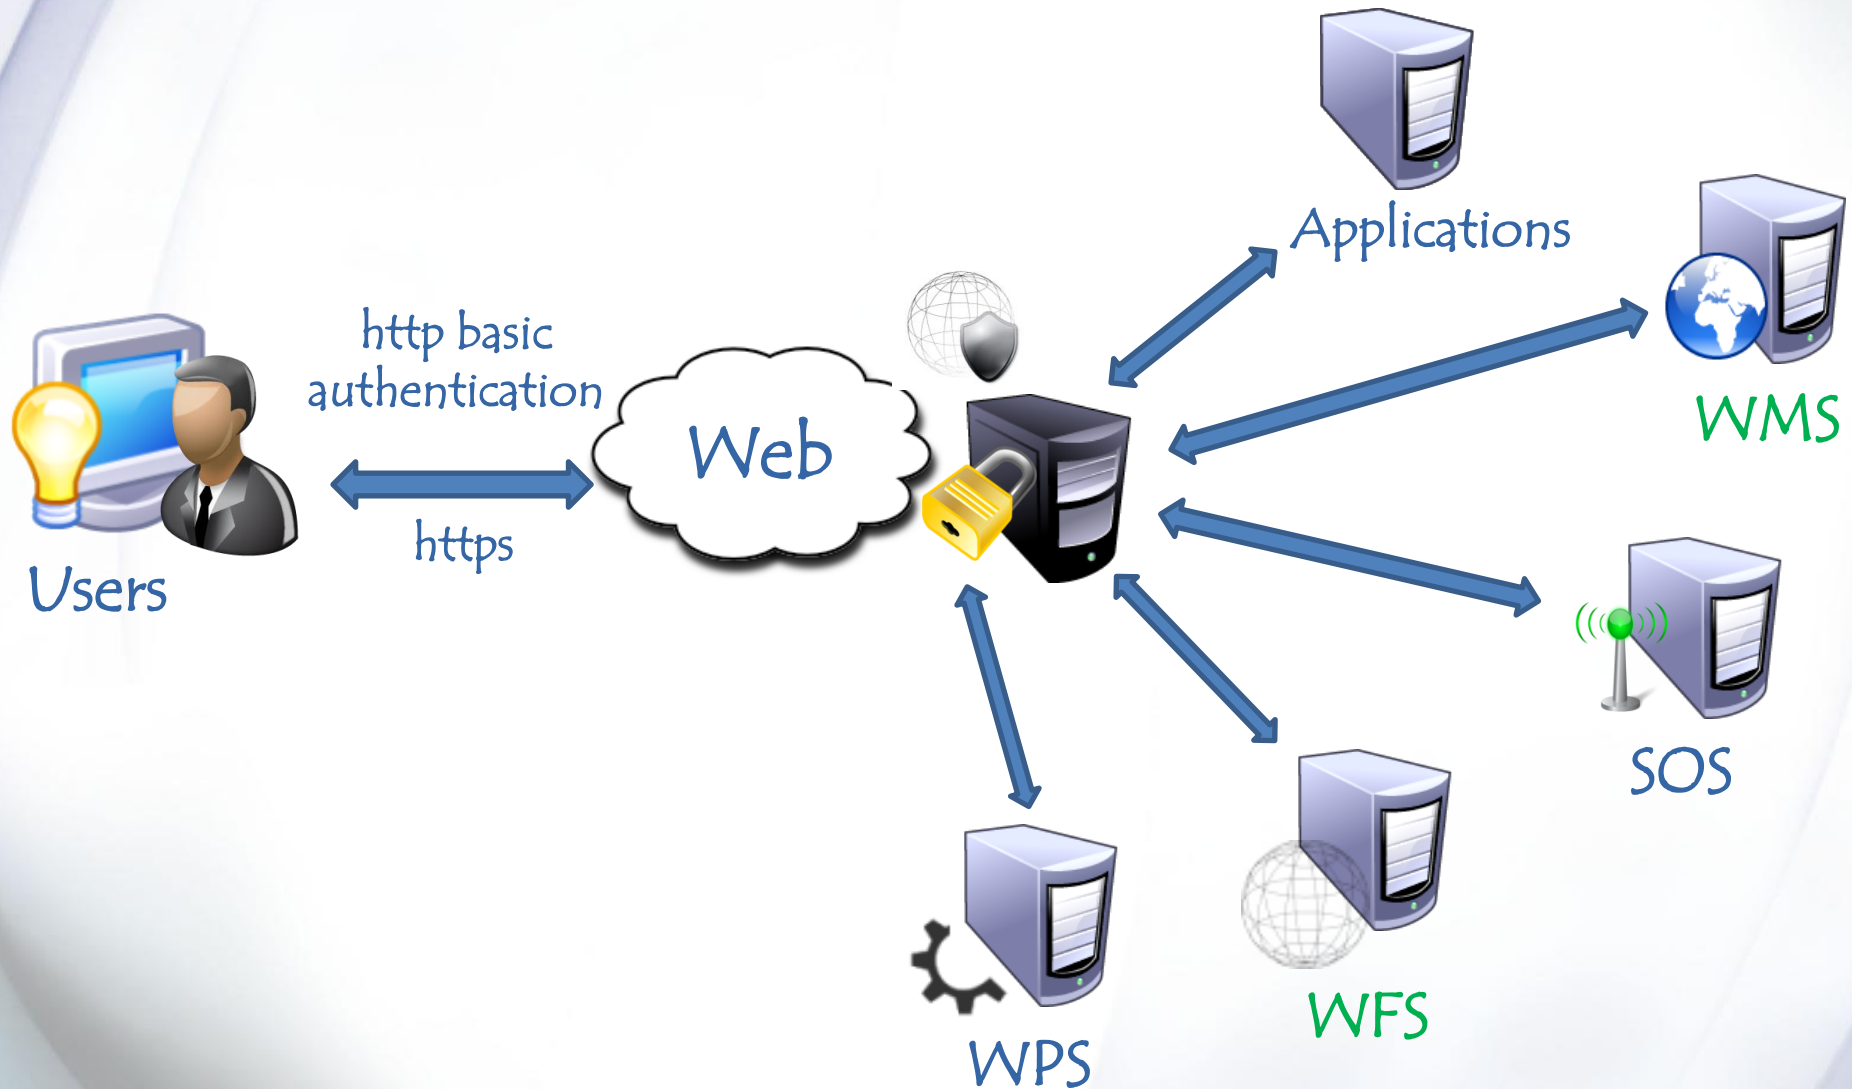 Applications
http basic
authentication
WMS
Web
https
Users
SOS
WFS
WPS